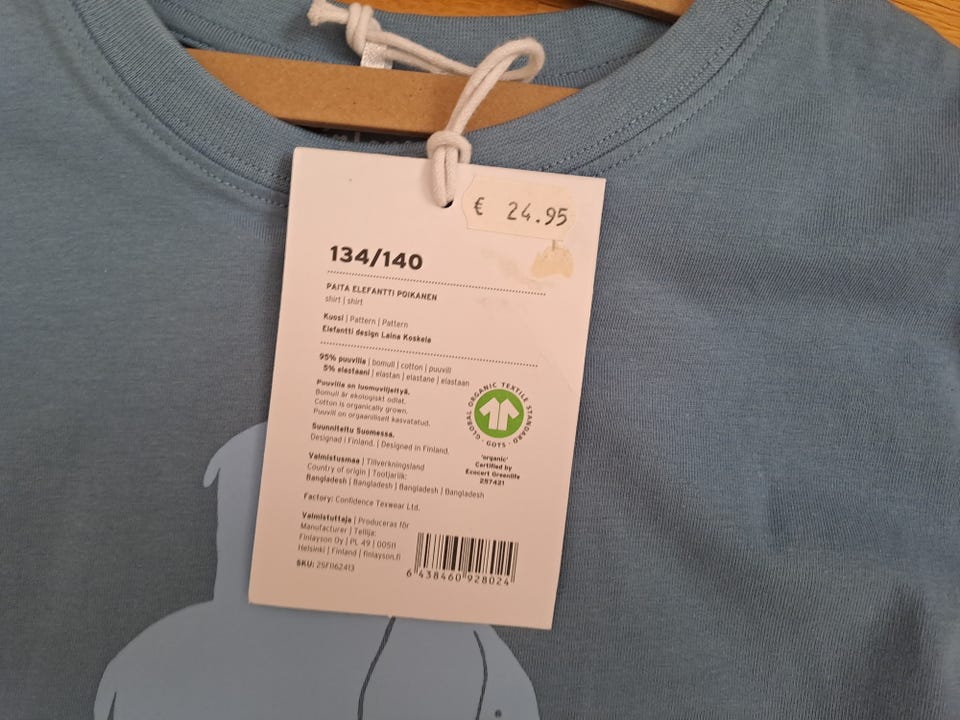 € 24.95
134/140
PAITA ELEFANTTI POIKANEN
shirt | shirt
Kuosi | Pattern | Pattern
Elefantti design Laina Koskela
95% puuvilla | bomull | cotton | puuvill
5% elastaani | elastan | elastane | elastaan
Puuvilla on luomuviljeltyä.
Bomull är ekologiskt odlat.
Cotton is organically grown.
Puuvill on orgaaniliselt kasvatatud.
Suunniteltu Suomessa.
Designad i Finland. | Designed in Finland.
Valmistusmaa | Tillverkningsland
Country of origin | Tootjariik:
Bangladesh | Bangladesh | Bangladesh | Bangladesh
Factory: Confidence Texwear Ltd.
Valmistuttaja | Produceras för
Manufacturer | Tellija:
Finlayson Oy | PL 49 | 00511
Helsinki | Finland | finlayson.fi
SKU: 25F1162413
GLOBAL ORGANIC TEXTILE STANDARD
· GOTS ·
'organic'
Certified by
Ecocert Greenlife
257421
6 438460 928024